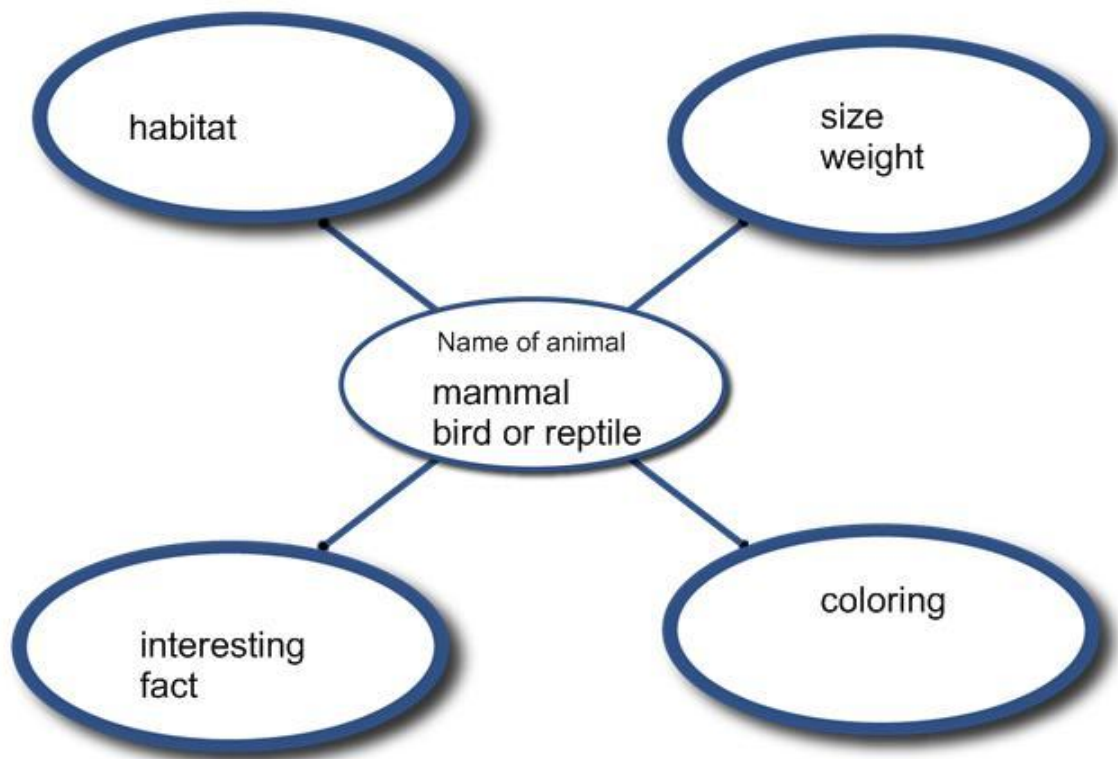 habitat
size
weight
Name of animal
mammal
bird or reptile
interesting
fact
coloring